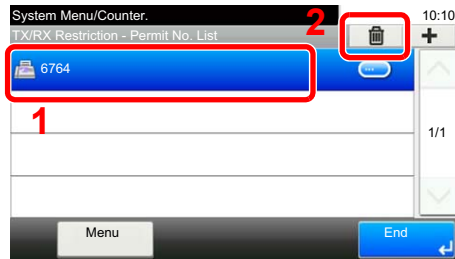 System Menu/Counter. 2 10:10
TX/RX Restriction - Permit No. List
6764
1
1/1
Menu End